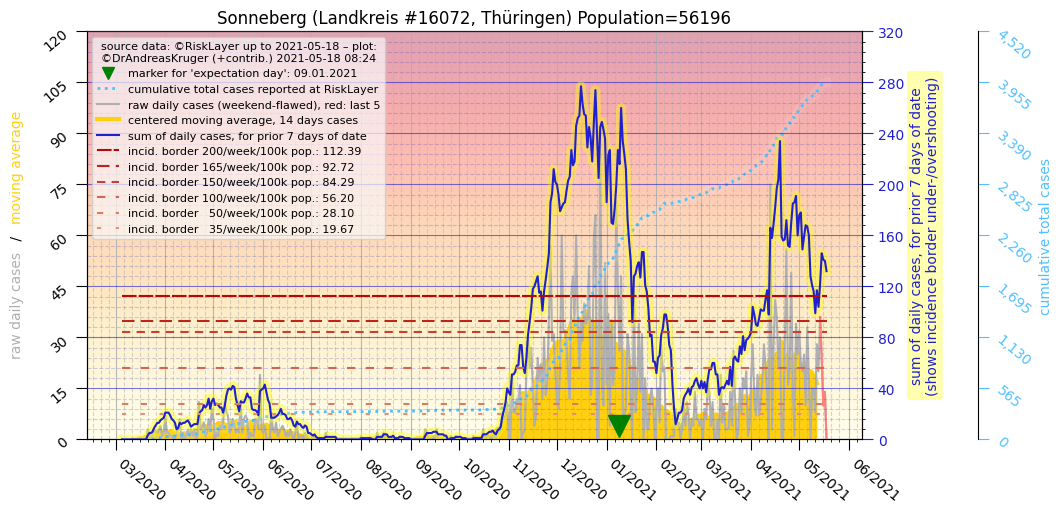 Sonneberg (Landkreis #16072, Thüringen) Population=56196
source data: ©RiskLayer up to 2021-05-18 – plot:
©DrAndreasKruger (+contrib.) 2021-05-18 08:24
marker for 'expectation day': 09.01.2021
cumulative total cases reported at RiskLayer
raw daily cases (weekend-flawed), red: last 5
centered moving average, 14 days cases
sum of daily cases, for prior 7 days of date
incid. border 200/week/100k pop.: 112.39
incid. border 165/week/100k pop.: 92.72
incid. border 150/week/100k pop.: 84.29
incid. border 100/week/100k pop.: 56.20
incid. border 50/week/100k pop.: 28.10
incid. border 35/week/100k pop.: 19.67
raw daily cases / moving average
120
105
90
75
60
45
30
15
0
03/2020
04/2020
05/2020
06/2020
07/2020
08/2020
09/2020
10/2020
11/2020
12/2020
01/2021
02/2021
03/2021
04/2021
05/2021
06/2021
320
280
240
200
160
120
80
40
0
sum of daily cases, for prior 7 days of date
(shows incidence border under-/overshooting)
4,520
3,955
3,390
2,825
2,260
1,695
1,130
565
0
cumulative total cases